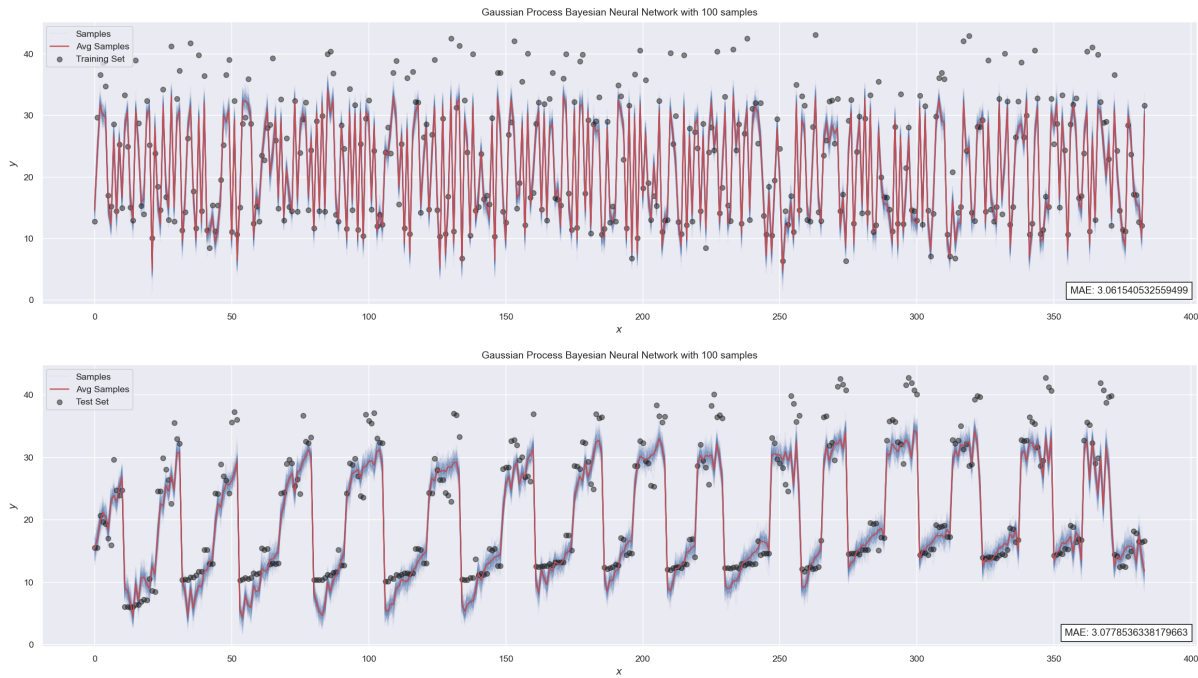 Gaussian Process Bayesian Neural Network with 100 samples
Samples
Avg Samples
Training Set
y
40
30
20
10
0
MAE: 3.061540532559499
0 50 100 150 200 250 300 350 400
x
Gaussian Process Bayesian Neural Network with 100 samples
Samples
Avg Samples
Test Set
y
40
30
20
10
0
MAE: 3.0778536338179663
0 50 100 150 200 250 300 350 400
x